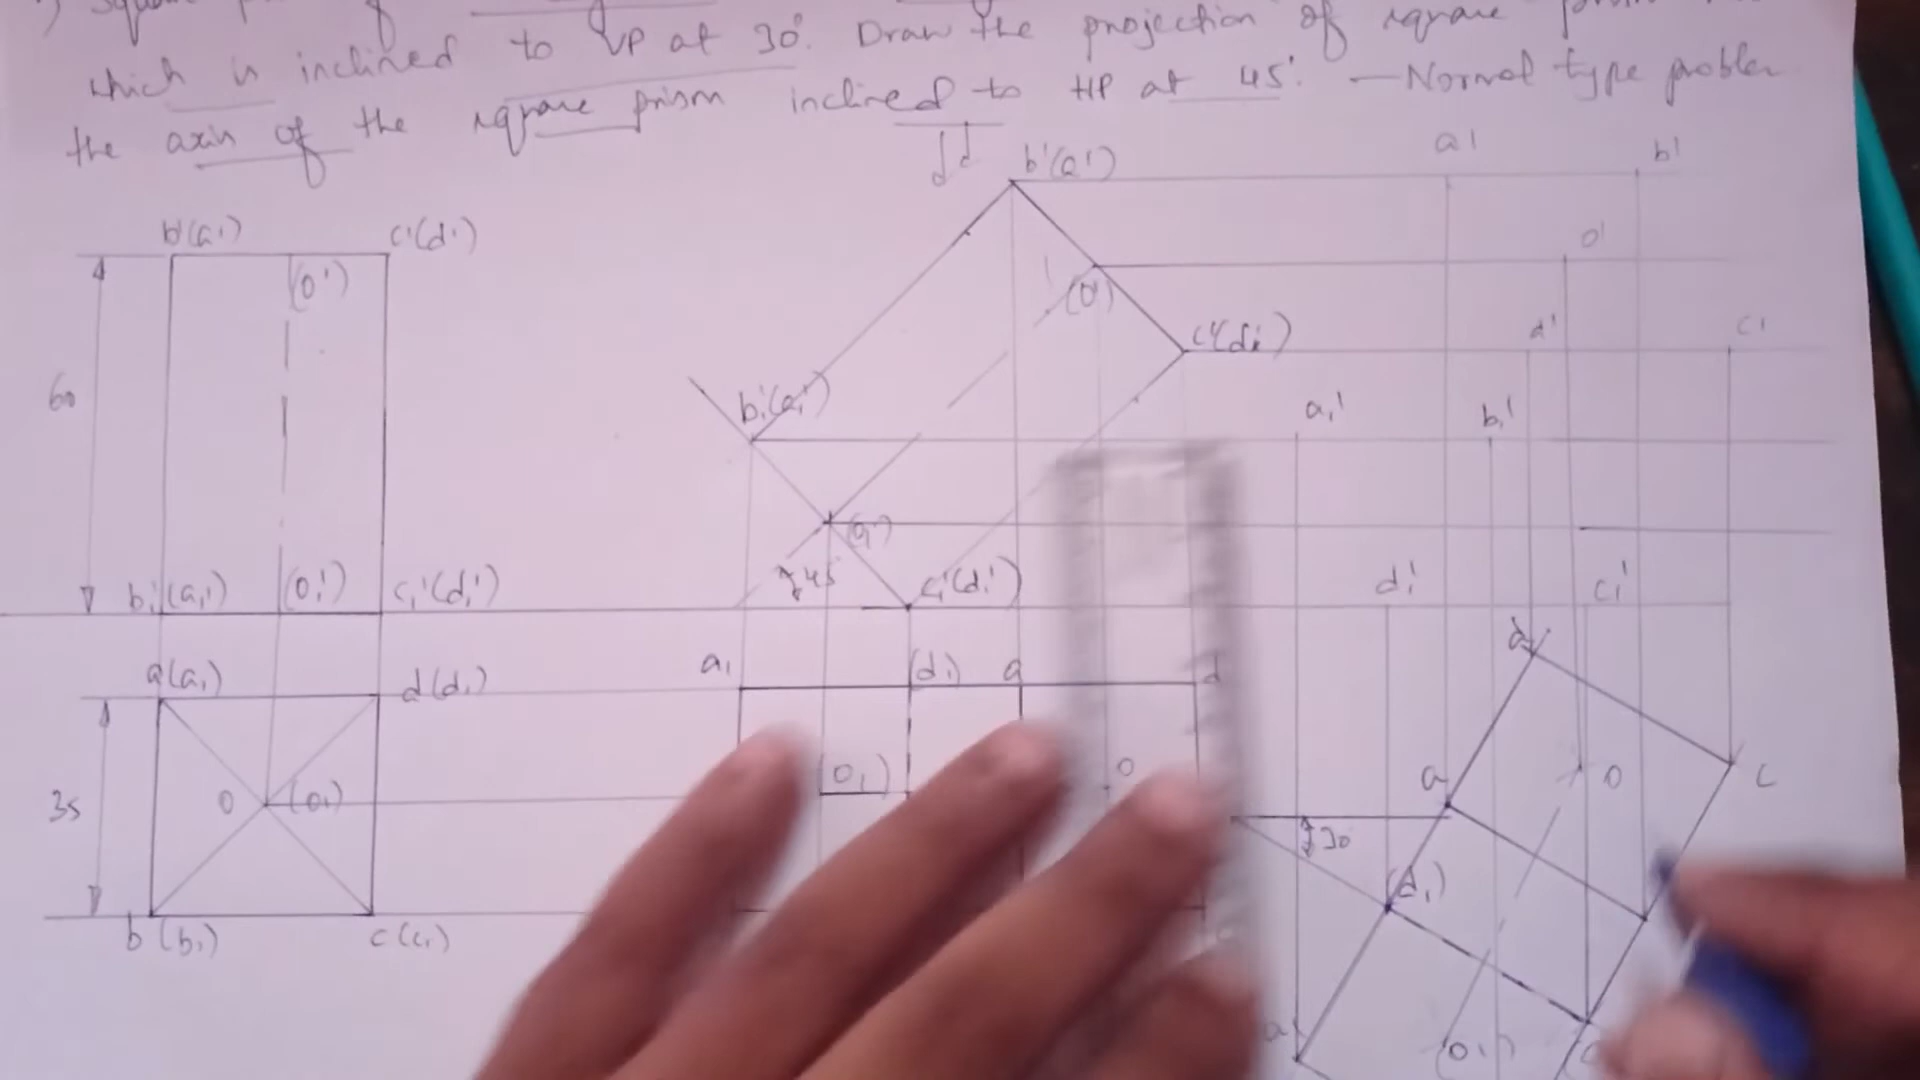 square
which is inclined to VP at 30°. Draw the projection of square
the axis of the square prism inclined to HP at 45°. — Normal type problem
b'(a')
a'
b'
b'(a')
c'(d')
(o')
o'
(o')
c'(d')
d'
c'
60
b₁'(a₁')
a₁'
b₁'
(o₁')
45
b₁'(a₁')
(o₁')
c₁'(d₁')
c₁'(d₁')
d₁'
c₁'
a(a₁)
d(d₁)
a₁
(d₁)
a
d
d
35
o
(o₁)
(o₁)
o
a
o
c
30
(d₁)
b(b₁)
c(c₁)
a
(o₁)